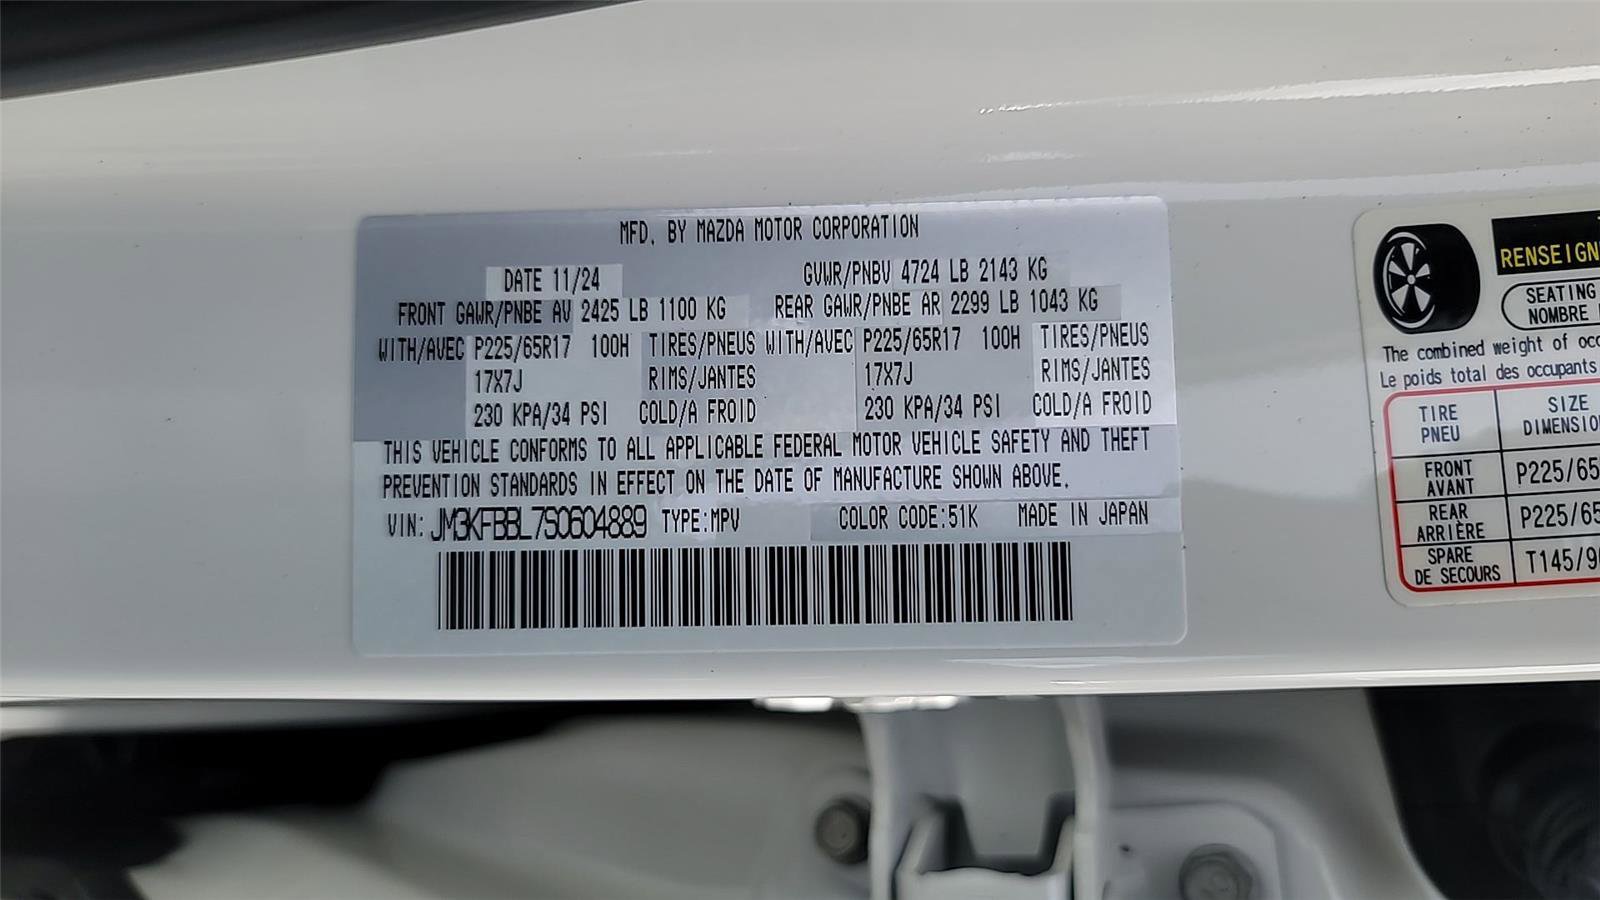 MFD. BY MAZDA MOTOR CORPORATION
DATE 11/24 GVWR/PNBV 4724 LB 2143 KG
FRONT GAWR/PNBE AV 2425 LB 1100 KG REAR GAWR/PNBE AR 2299 LB 1043 KG
WITH/AVEC P225/65R17 100H TIRES/PNEUS WITH/AVEC P225/65R17 100H TIRES/PNEUS
17X7J RIMS/JANTES 17X7J RIMS/JANTES
230 KPA/34 PSI COLD/A FROID 230 KPA/34 PSI COLD/A FROID
THIS VEHICLE CONFORMS TO ALL APPLICABLE FEDERAL MOTOR VEHICLE SAFETY AND THEFT
PREVENTION STANDARDS IN EFFECT ON THE DATE OF MANUFACTURE SHOWN ABOVE.
VIN: JM3KFBBL7S0604889 TYPE:MPV COLOR CODE:51K MADE IN JAPAN
RENSEIGN
SEATING
NOMBRE
The combined weight of occ
Le poids total des occupants
TIRE SIZE
PNEU DIMENSIO
FRONT
AVANT P225/65
REAR
ARRIÈRE P225/65
SPARE
DE SECOURS T145/90